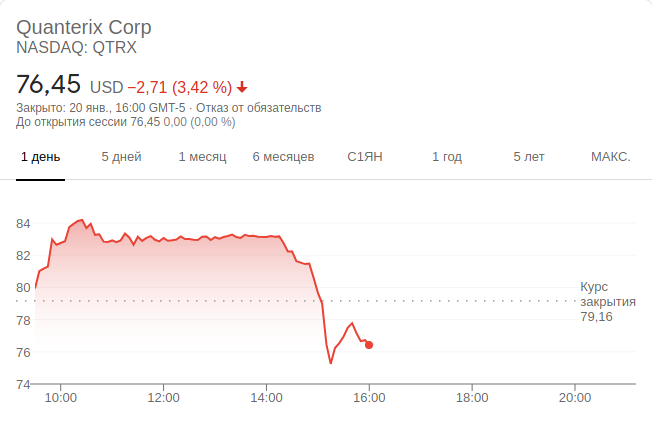 Quanterix Corp
NASDAQ: QTRX
76,45 USD −2,71 (3,42 %)
Закрыто: 20 янв., 16:00 GMT-5 · Отказ от обязательств
До открытия сессии 76,45 0,00 (0,00 %)
1 день 5 дней 1 месяц 6 месяцев С1ЯН 1 год 5 лет МАКС.
84
82
80
78
76
74
Курс
закрытия
79,16
10:00 12:00 14:00 16:00 18:00 20:00